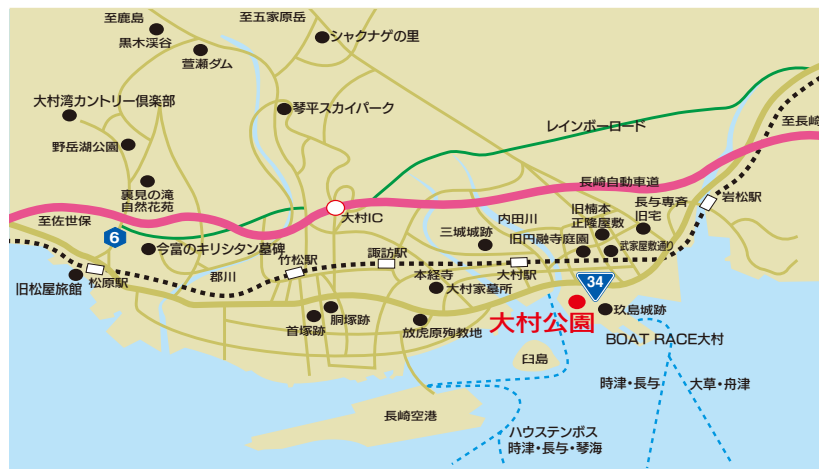 至鹿島
黒木渓谷
至五家原岳
シャクナゲの里
萱瀬ダム
大村湾カントリー倶楽部
琴平スカイパーク
野岳湖公園
レインボーロード
至長崎
裏見の滝
自然花苑
長崎自動車道
岩松駅
至佐世保
大村IC
内田川
旧楠本
正隆屋敷
長与専斉
旧宅
三城城跡
旧円融寺庭園
武家屋敷通り
6
今富のキリシタン墓碑
竹松駅
諏訪駅
大村駅
郡川
松原駅
旧松屋旅館
本経寺
大村家墓所
34
首塚跡
胴塚跡
放虎原殉教地
大村公園
玖島城跡
BOAT RACE大村
臼島
時津・長与
大草・舟津
長崎空港
ハウステンボス
時津・長与・琴海